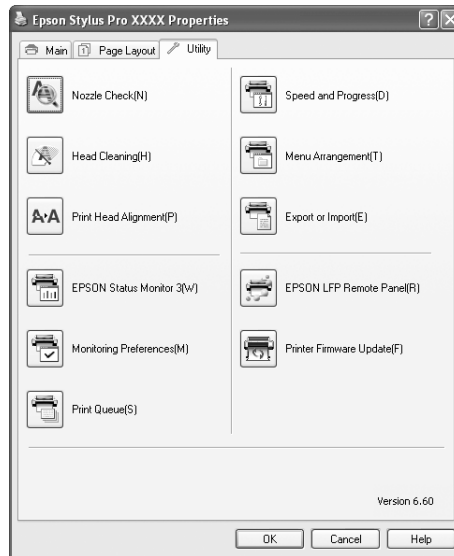 Epson Stylus Pro XXXX Properties
Main
Page Layout
Utility
Nozzle Check(N)
Head Cleaning(H)
Print Head Alignment(P)
EPSON Status Monitor 3(W)
Monitoring Preferences(M)
Print Queue(S)
Speed and Progress(D)
Menu Arrangement(T)
Export or Import(E)
EPSON LFP Remote Panel(R)
Printer Firmware Update(F)
Version 6.60
OK
Cancel
Help